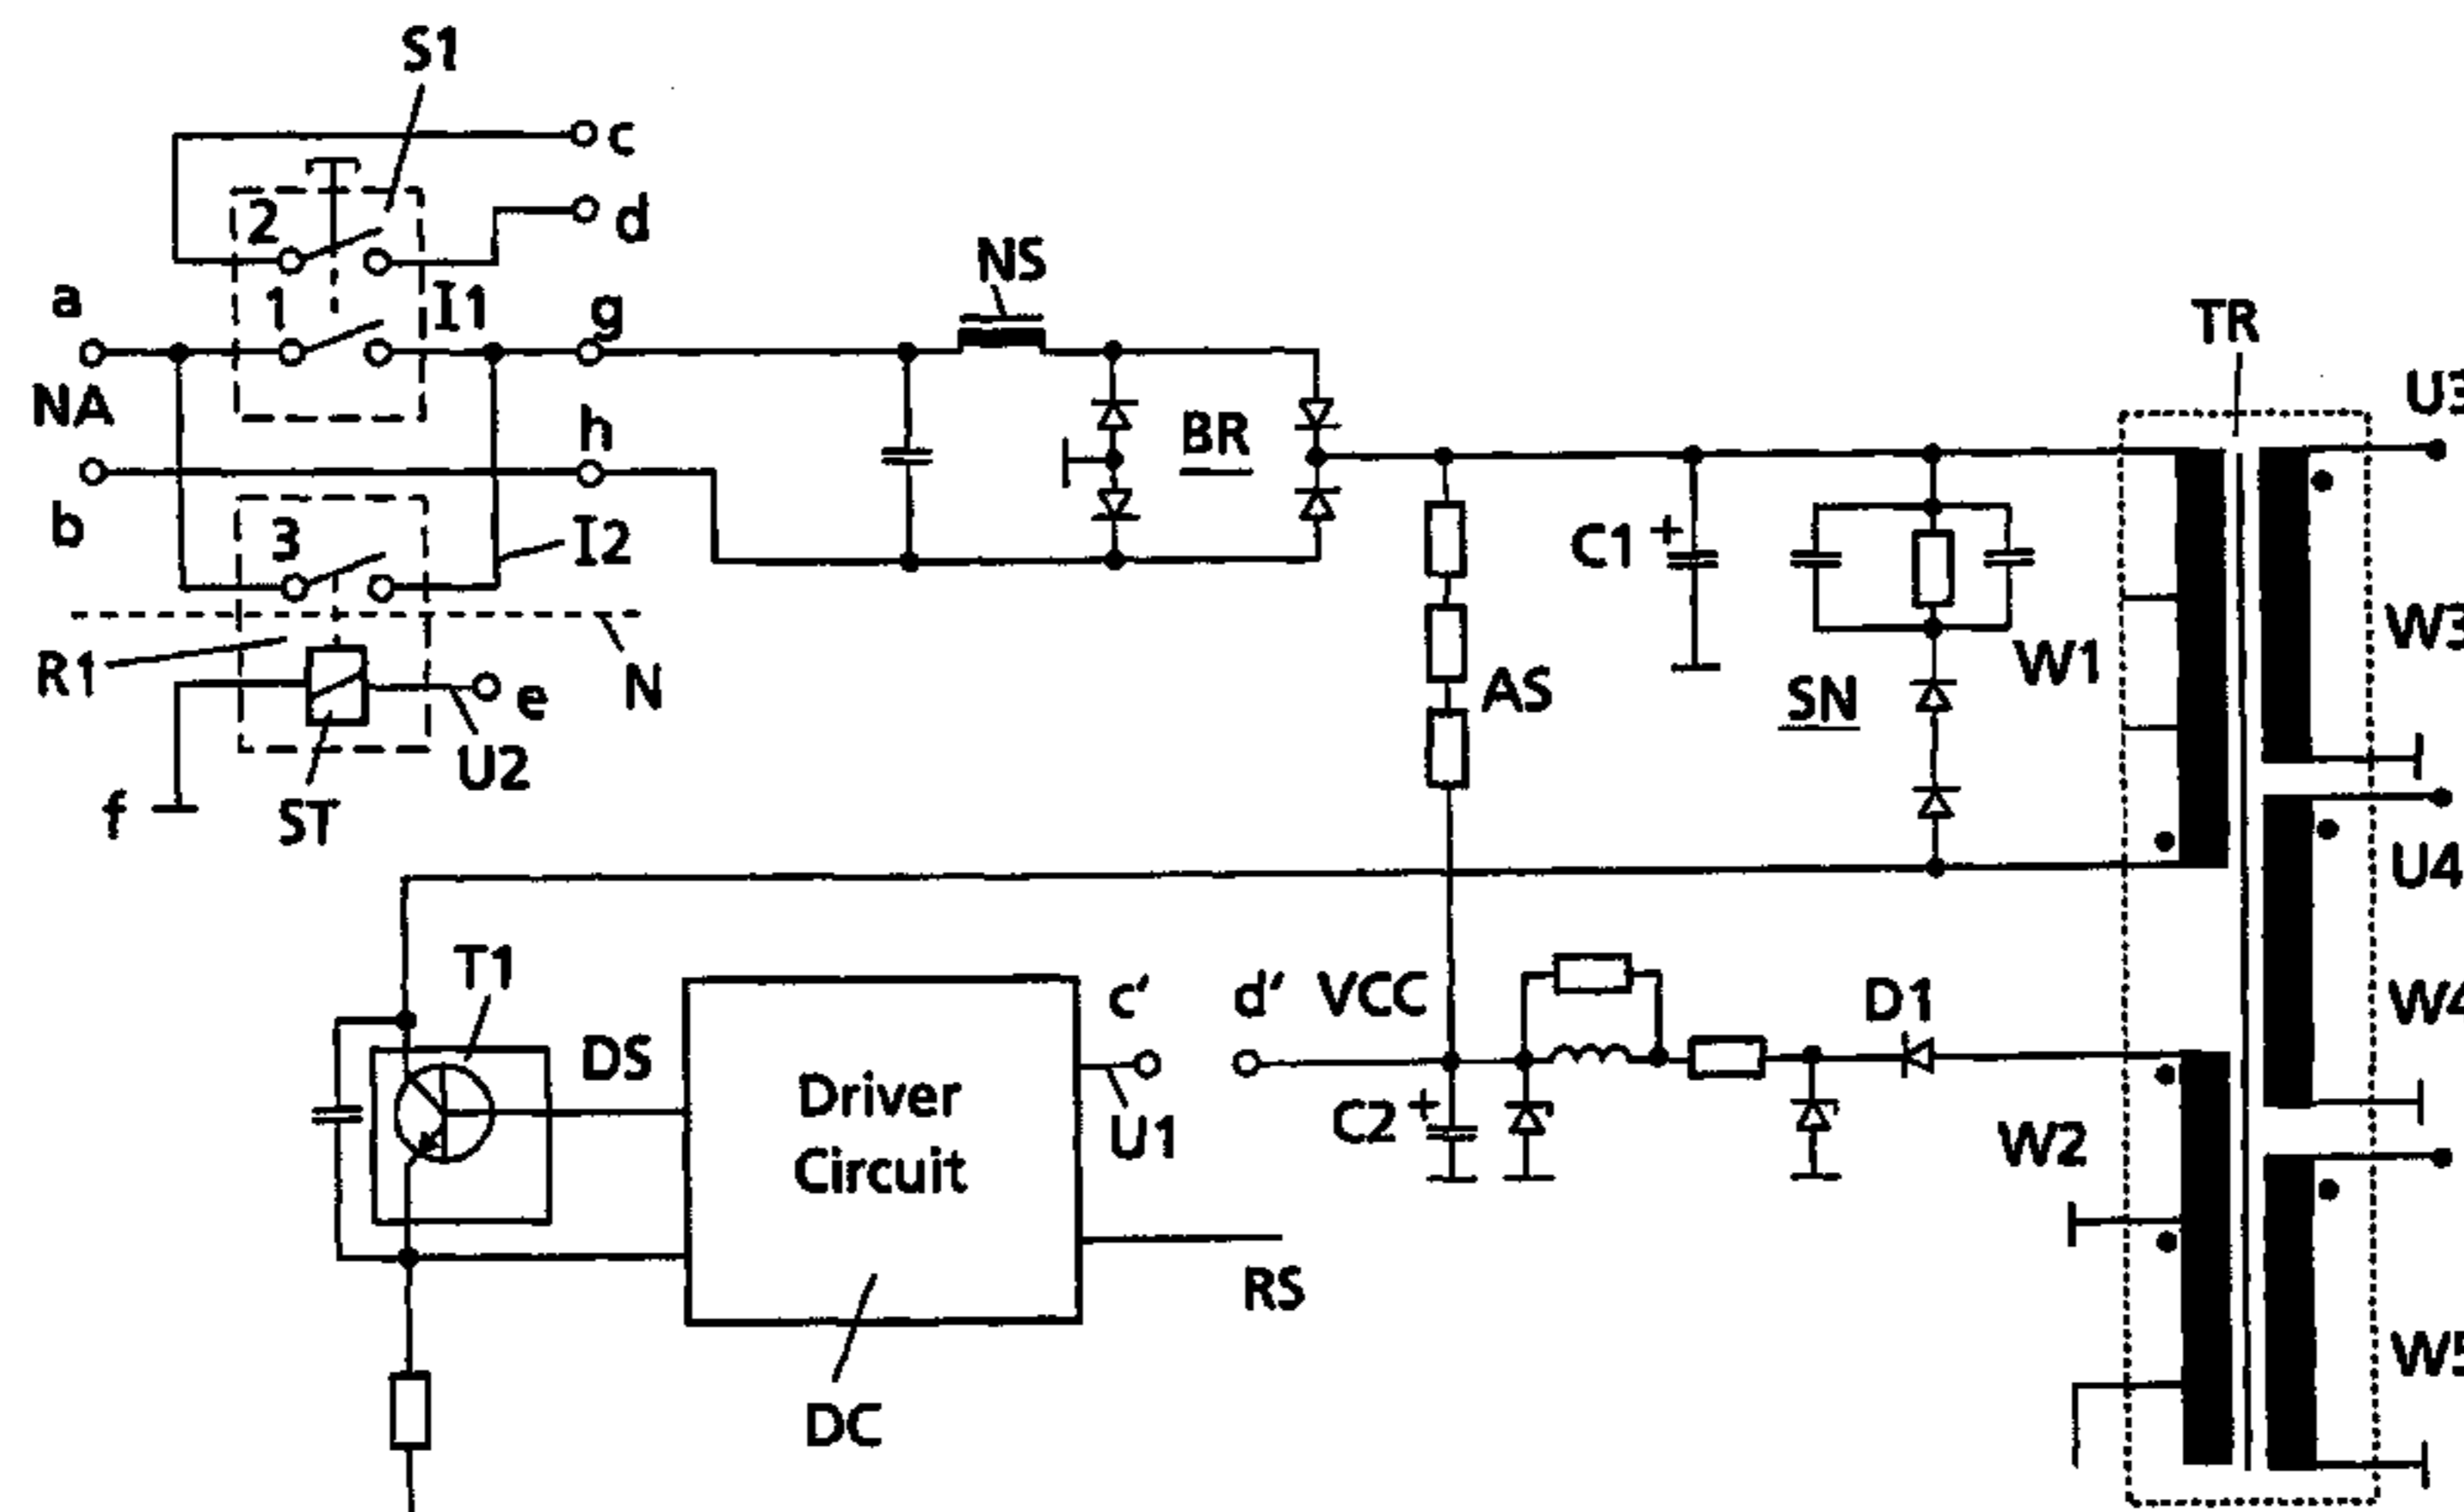 S1
c
2
d
a
1
I1
g
NS
TR
NA
h
BR
U3
b
3
I2
C1 +
R1
N
AS
SN
W1
W3
e
U2
f
ST
U4
T1
DS
Driver
Circuit
c'
d'
VCC
D1
W4
C2 +
U1
W2
RS
DC
W5